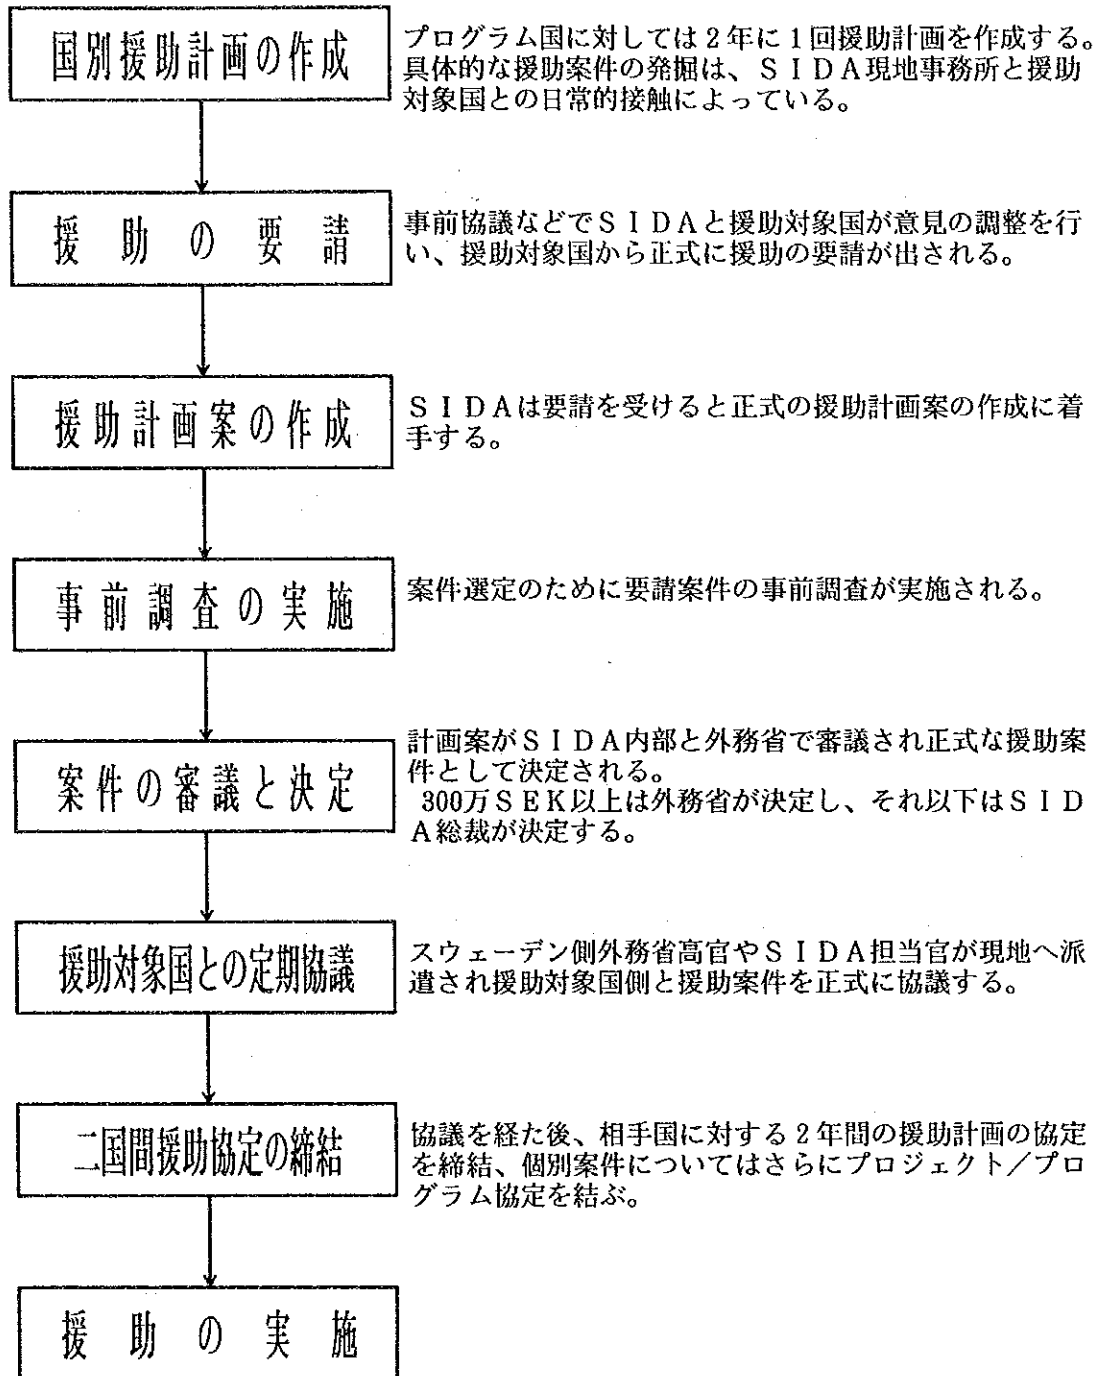 国別援助計画の作成
プログラム国に対しては2年に1回援助計画を作成する。
具体的な援助案件の発掘は、SIDA現地事務所と援助
対象国との日常的接触によっている。
援助の要請
事前協議などでSIDAと援助対象国が意見の調整を行
い、援助対象国から正式に援助の要請が出される。
援助計画案の作成
SIDAは要請を受けると正式の援助計画案の作成に着
手する。
事前調査の実施
案件選定のために要請案件の事前調査が実施される。
案件の審議と決定
計画案がSIDA内部と外務省で審議され正式な援助案
件として決定される。
300万SEK以上は外務省が決定し、それ以下はSID
A総裁が決定する。
援助対象国との定期協議
スウェーデン側外務省高官やSIDA担当官が現地へ派
遣され援助対象国側と援助案件を正式に協議する。
二国間援助協定の締結
協議を経た後、相手国に対する2年間の援助計画の協定
を締結、個別案件についてはさらにプロジェクト/プロ
グラム協定を結ぶ。
援助の実施